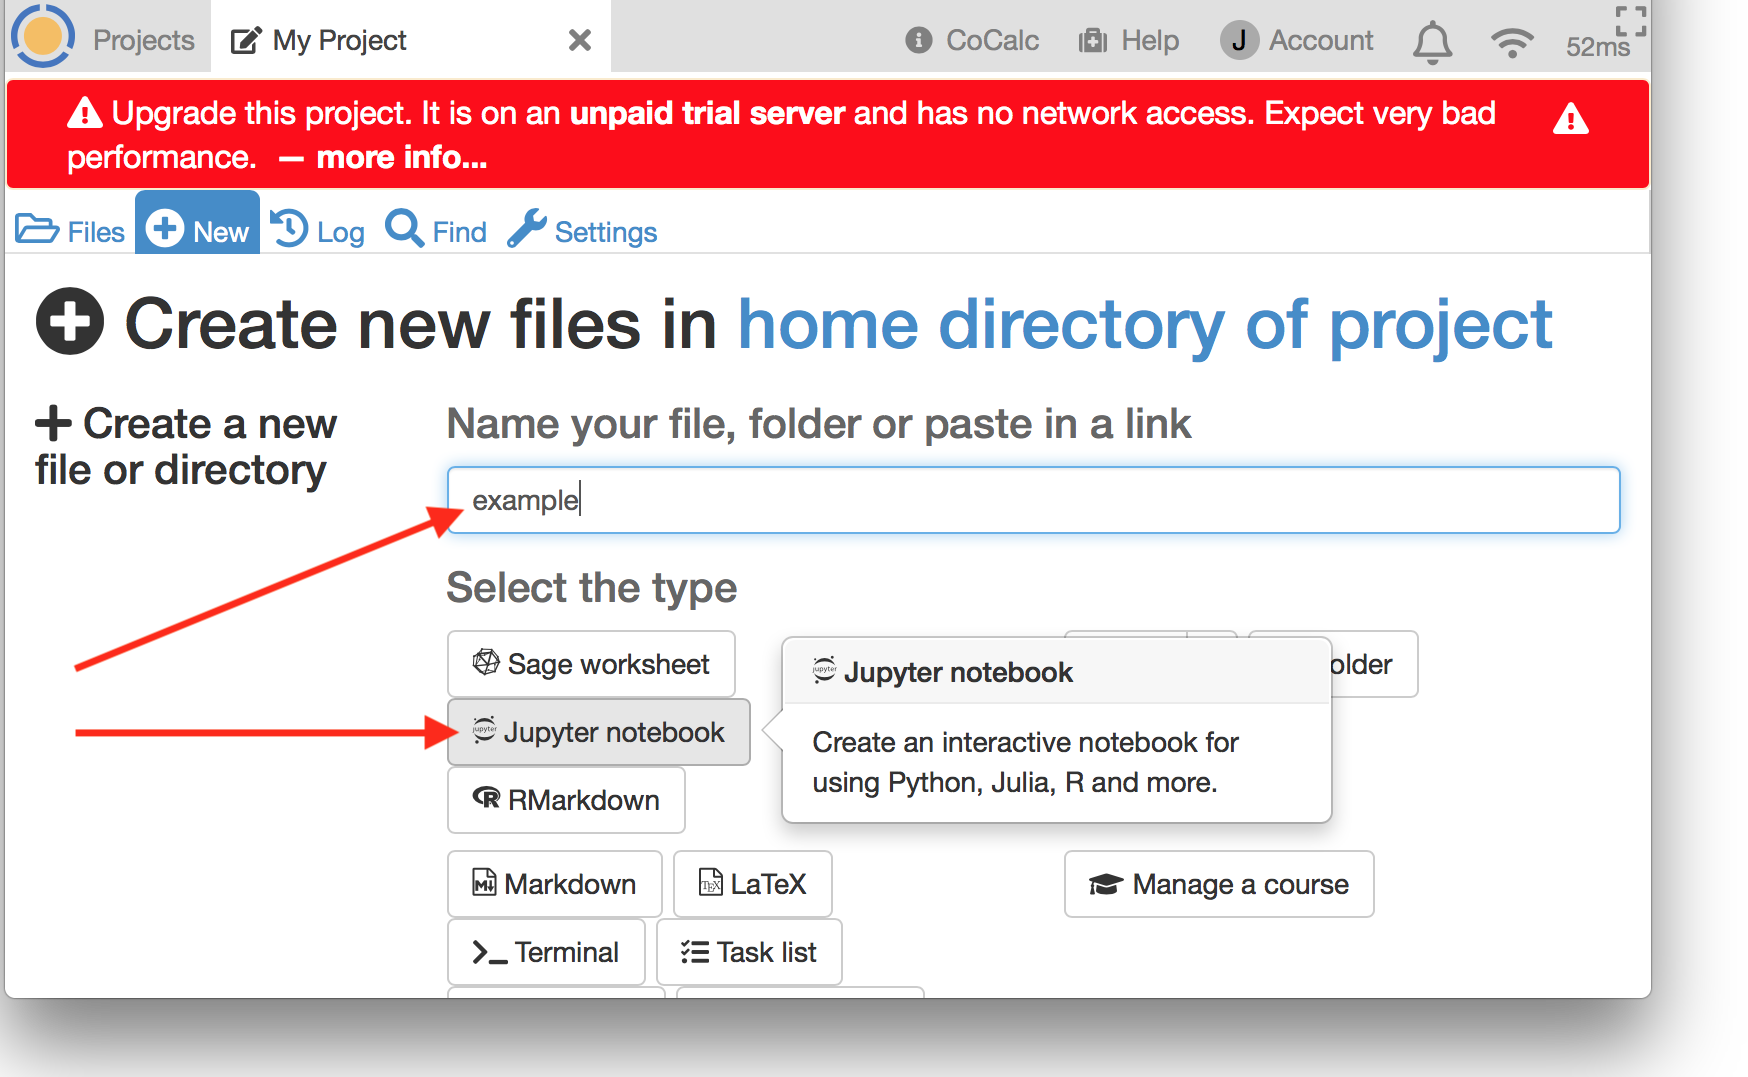 Projects
My Project
CoCalc
Help
J Account
52ms
Upgrade this project. It is on an unpaid trial server and has no network access. Expect very bad
performance. — more info...
Files
New
Log
Find
Settings
Create new files in home directory of project
Create a new
file or directory
Name your file, folder or paste in a link
example
Select the type
Sage worksheet
Jupyter notebook
RMarkdown
jupyter Jupyter notebook
Create an interactive notebook for
using Python, Julia, R and more.
older
Markdown
LaTeX
Manage a course
Terminal
Task list